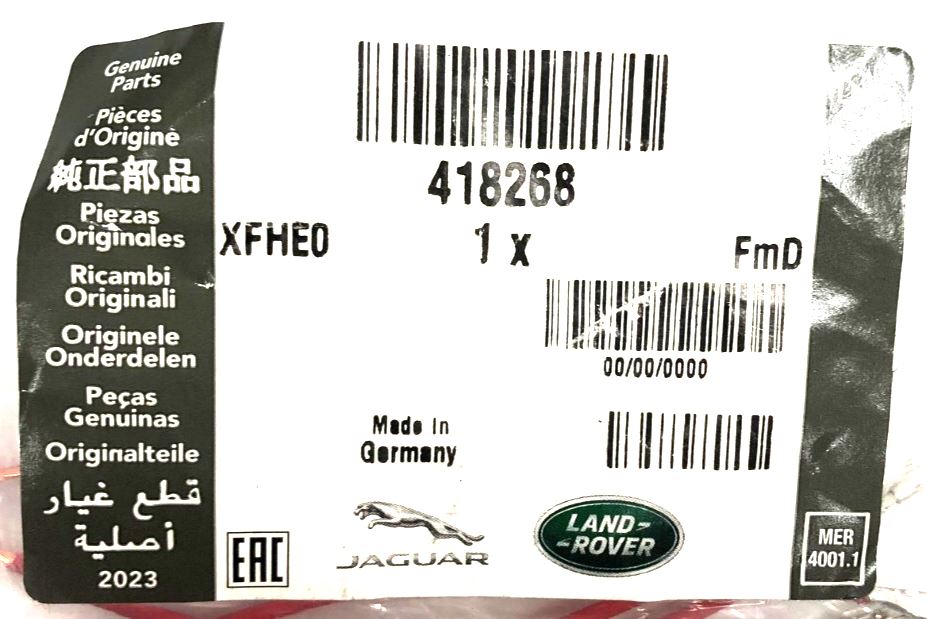 Genuine
Parts
Pièces
d'Origine
純正部品
Piezas
Originales
Ricambi
Originali
Originele
Onderdelen
Peças
Genuinas
Originalteile
قطع غيار
أصلية
2023
418268
XFHE0 1 x FmD
00/00/0000
Made In
Germany
EAC
JAGUAR
LAND-
-ROVER
MER
4001.1